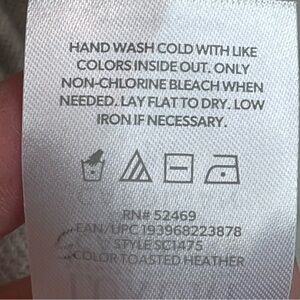 HAND WASH COLD WITH LIKE
COLORS INSIDE OUT. ONLY
NON-CHLORINE BLEACH WHEN
NEEDED. LAY FLAT TO DRY. LOW
IRON IF NECESSARY.
RN# 52469
EAN/UPC 193968223878
STYLE SC1475
COLOR TOASTED HEATHER